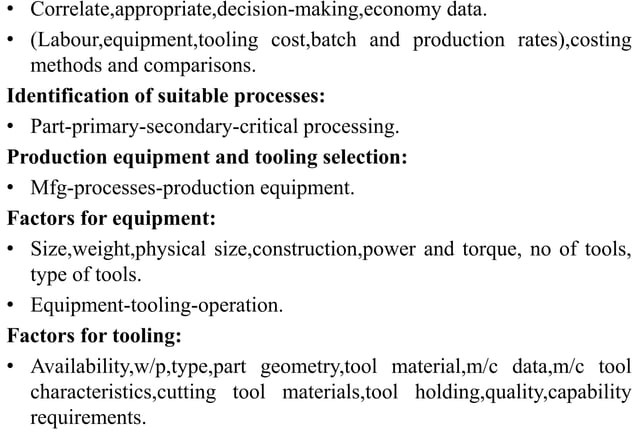 • Correlate,appropriate,decision-making,economy data.
• (Labour,equipment,tooling cost,batch and production rates),costing
methods and comparisons.
Identification of suitable processes:
• Part-primary-secondary-critical processing.
Production equipment and tooling selection:
• Mfg-processes-production equipment.
Factors for equipment:
• Size,weight,physical size,construction,power and torque, no of tools,
type of tools.
• Equipment-tooling-operation.
Factors for tooling:
• Availability,w/p,type,part geometry,tool material,m/c data,m/c tool
characteristics,cutting tool materials,tool holding,quality,capability
requirements.